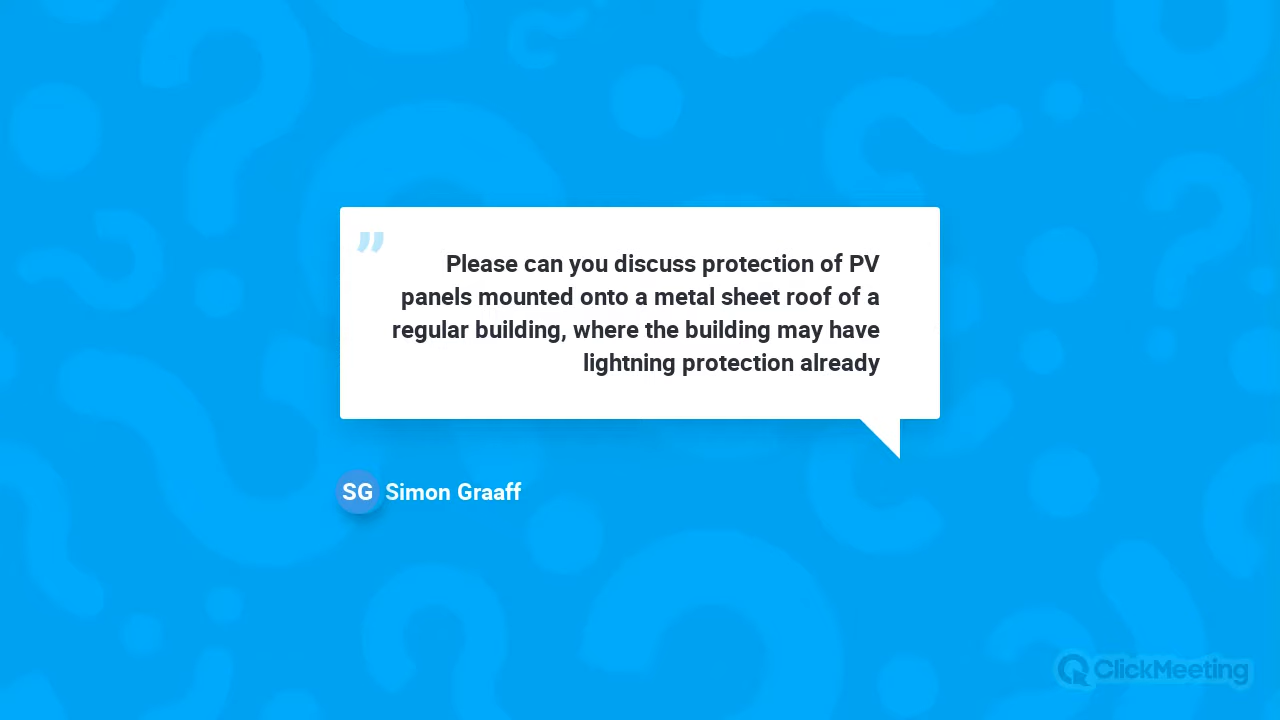 ”
Please can you discuss protection of PV
panels mounted onto a metal sheet roof of a
regular building, where the building may have
lightning protection already
SG Simon Graaff
ClickMeeting